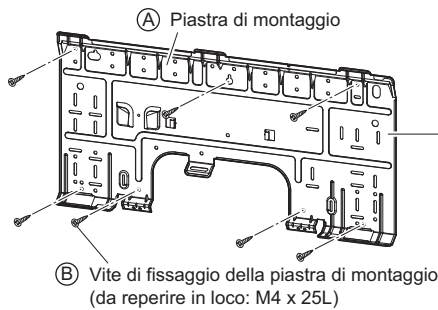 Ⓐ Piastra di montaggio
Ⓑ Vite di fissaggio della piastra di montaggio
(da reperire in loco: M4 x 25L)